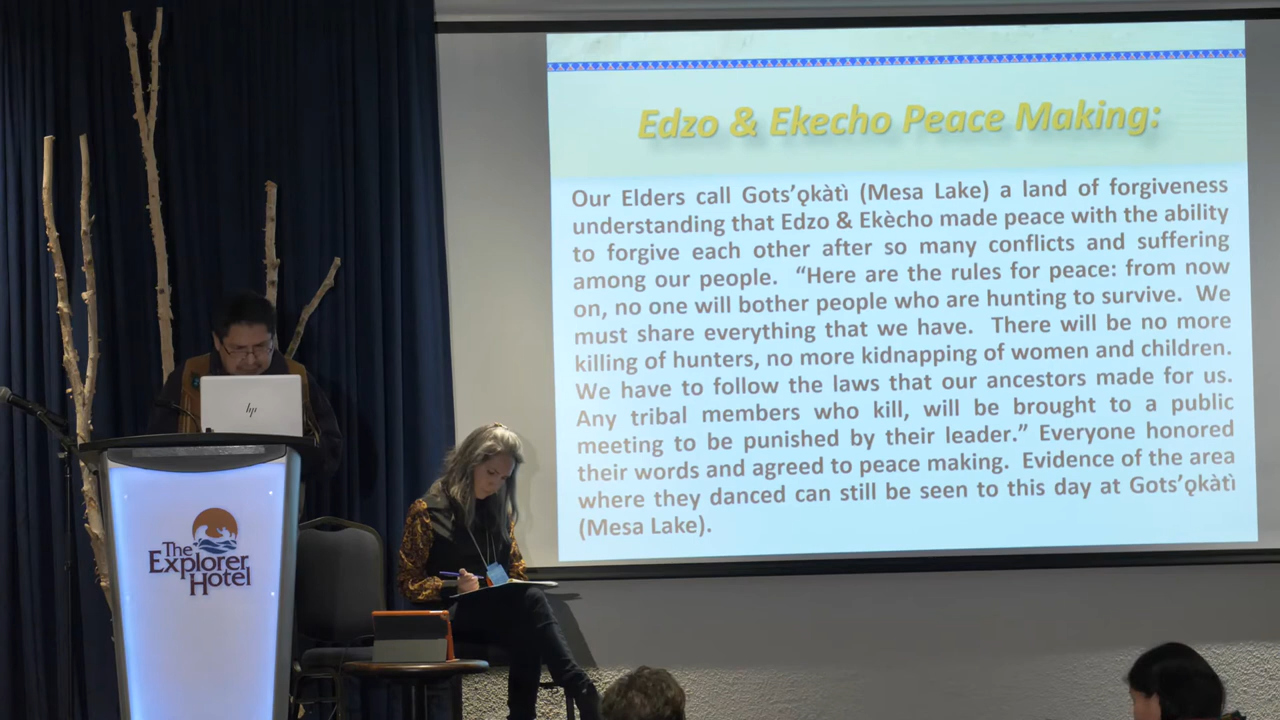 Edzo & Ekecho Peace Making:
Our Elders call Gots’ǫkàtì (Mesa Lake) a land of forgiveness
understanding that Edzo & Ekècho made peace with the ability
to forgive each other after so many conflicts and suffering
among our people. “Here are the rules for peace: from now
on, no one will bother people who are hunting to survive. We
must share everything that we have. There will be no more
killing of hunters, no more kidnapping of women and children.
We have to follow the laws that our ancestors made for us.
Any tribal members who kill, will be brought to a public
meeting to be punished by their leader.” Everyone honored
their words and agreed to peace making. Evidence of the area
where they danced can still be seen to this day at Gots’ǫkàtì
(Mesa Lake).
hp
The
Explorer
Hotel